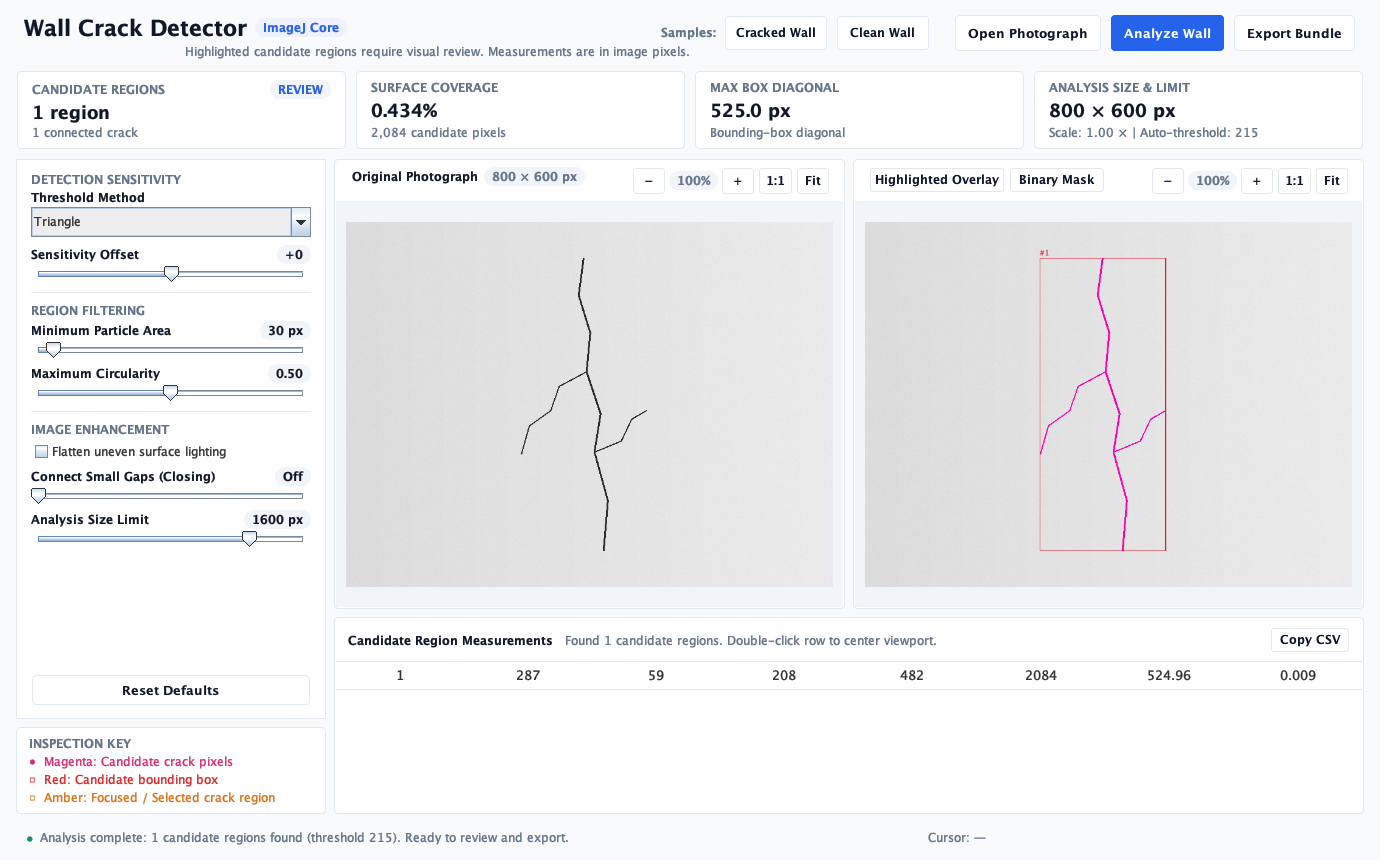 Wall Crack Detector ImageJ Core
Highlighted candidate regions require visual review. Measurements are in image pixels.
Samples: Cracked Wall Clean Wall Open Photograph Analyze Wall Export Bundle
CANDIDATE REGIONS REVIEW
1 region
1 connected crack
SURFACE COVERAGE
0.434%
2,084 candidate pixels
MAX BOX DIAGONAL
525.0 px
Bounding-box diagonal
ANALYSIS SIZE & LIMIT
800 × 600 px
Scale: 1.00 × | Auto-threshold: 215
DETECTION SENSITIVITY
Threshold Method
Triangle
Sensitivity Offset +0
REGION FILTERING
Minimum Particle Area 30 px
Maximum Circularity 0.50
IMAGE ENHANCEMENT
Flatten uneven surface lighting
Connect Small Gaps (Closing) Off
Analysis Size Limit 1600 px
Reset Defaults
INSPECTION KEY
Magenta: Candidate crack pixels
Red: Candidate bounding box
Amber: Focused / Selected crack region
Original Photograph 800 × 600 px − 100% + 1:1 Fit
Highlighted Overlay Binary Mask − 100% + 1:1 Fit
#1
Candidate Region Measurements Found 1 candidate regions. Double-click row to center viewport. Copy CSV
1 287 59 208 482 2084 524.96 0.009
Analysis complete: 1 candidate regions found (threshold 215). Ready to review and export. Cursor: —